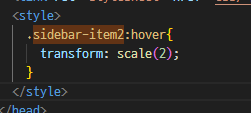 <style>
.sidebar-item2:hover{
transform: scale(2);
}
</style>
</head>